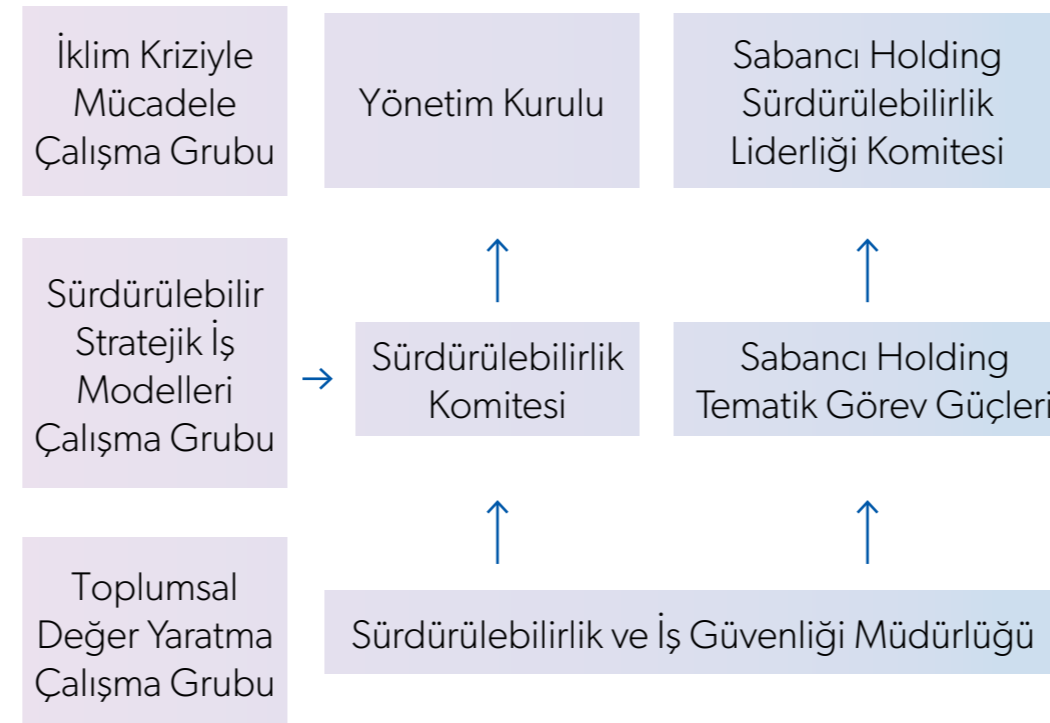 İklim Kriziyle
Mücadele
Çalışma Grubu
Yönetim Kurulu
Sabancı Holding
Sürdürülebilirlik
Liderliği Komitesi
Sürdürülebilir
Stratejik İş
Modelleri
Çalışma Grubu
Sürdürülebilirlik
Komitesi
Sabancı Holding
Tematik Görev Güçleri
Toplumsal
Değer Yaratma
Çalışma Grubu
Sürdürülebilirlik ve İş Güvenliği Müdürlüğü